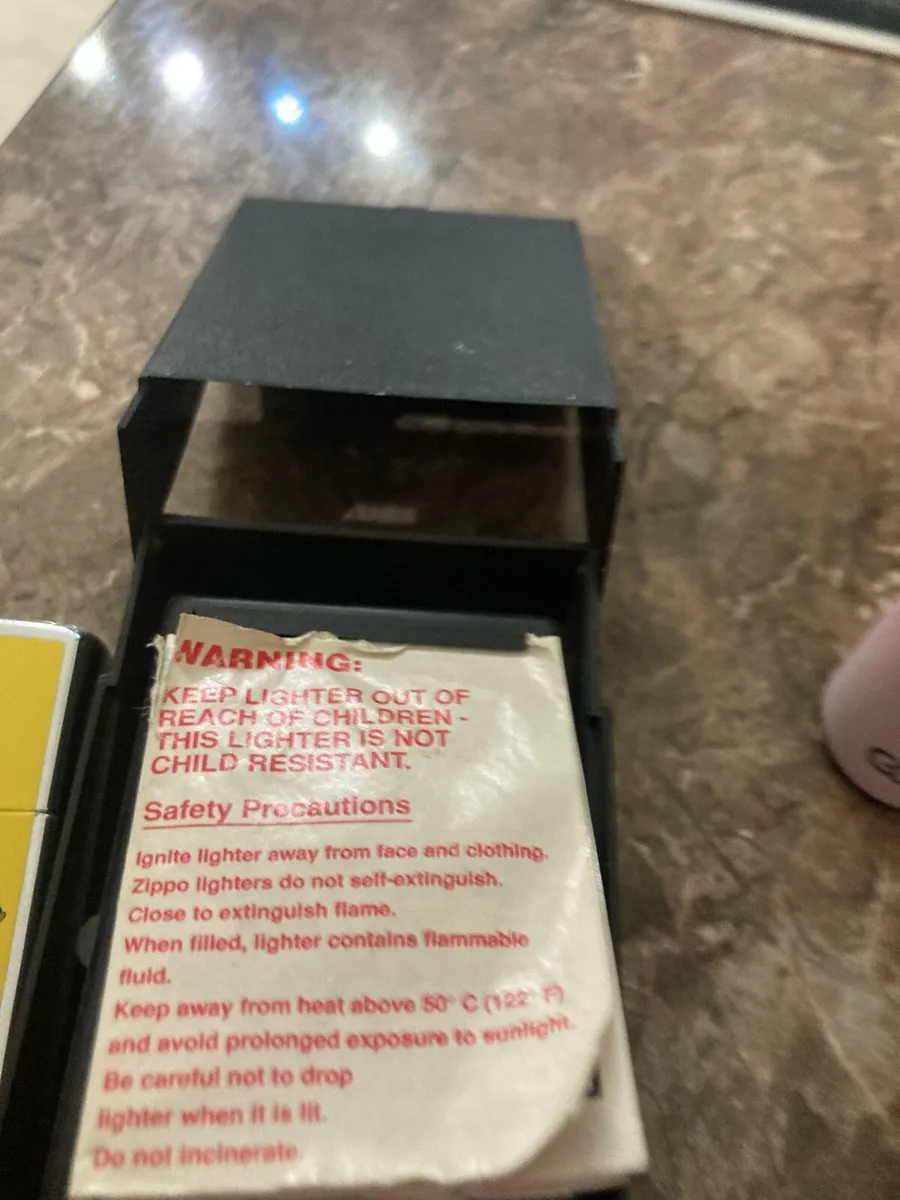 WARNING:
KEEP LIGHTER OUT OF
REACH OF CHILDREN -
THIS LIGHTER IS NOT
CHILD RESISTANT.
Safety Precautions
Ignite lighter away from face and clothing.
Zippo lighters do not self-extinguish.
Close to extinguish flame.
When filled, lighter contains flammable
fluid.
Keep away from heat above 50° C (122° F)
and avoid prolonged exposure to sunlight.
Be careful not to drop
lighter when it is lit.
Do not incinerate.